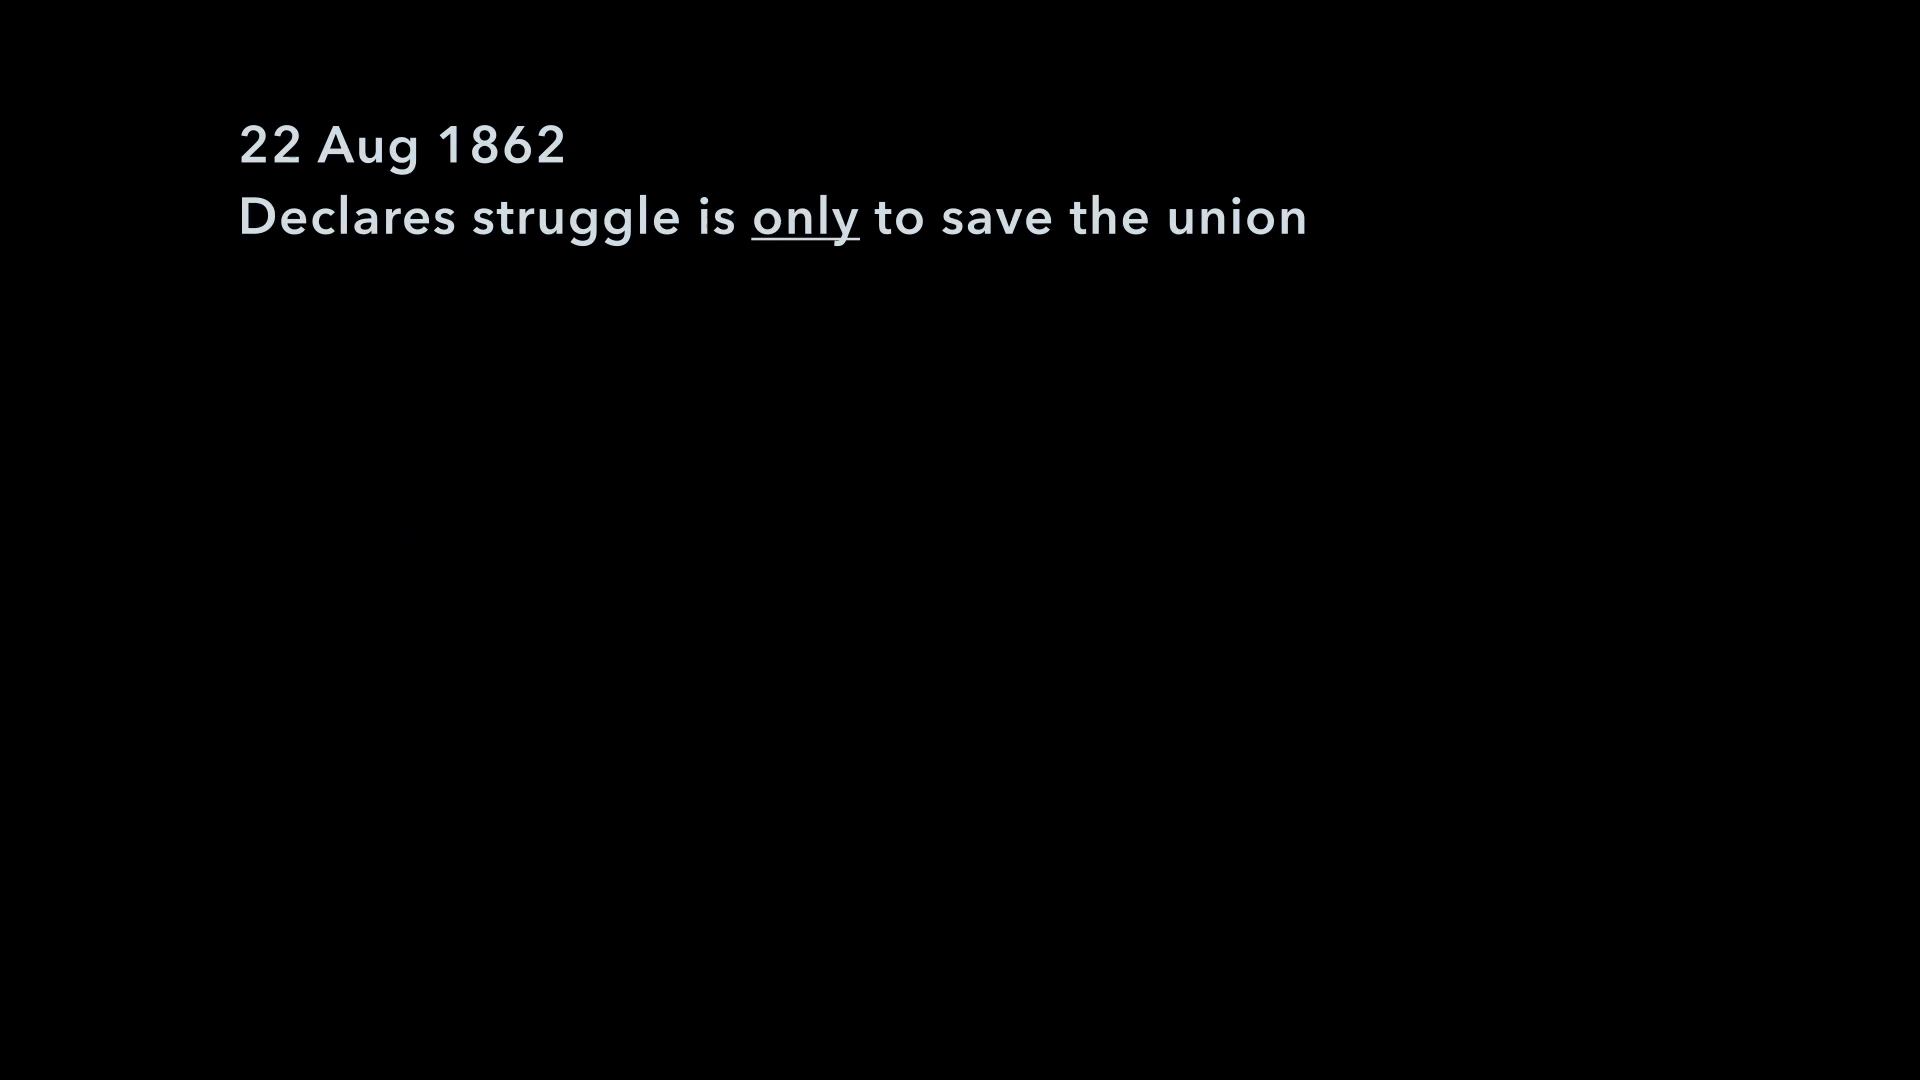 22 Aug 1862
Declares struggle is only to save the union